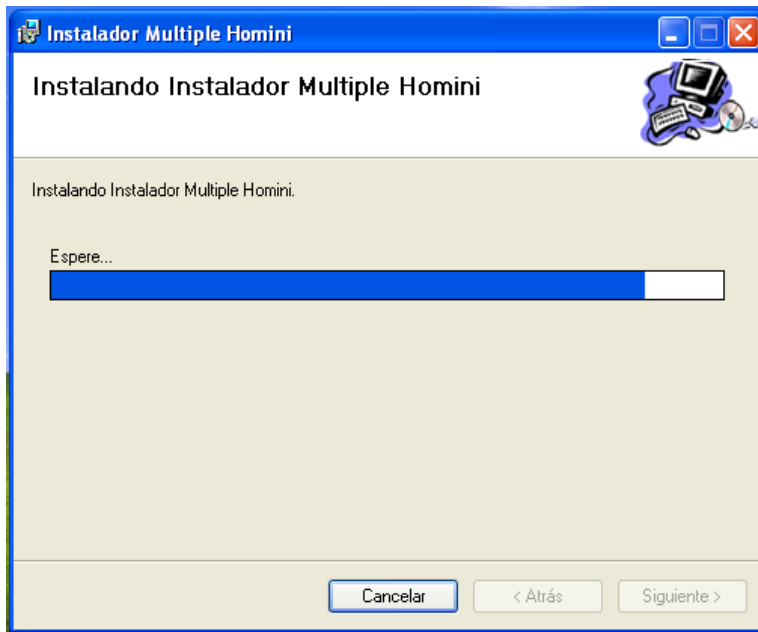 Instalador Multiple Homini
Instalando Instalador Multiple Homini
Instalando Instalador Multiple Homini.
Espere...
Cancelar
< Atrás
Siguiente >